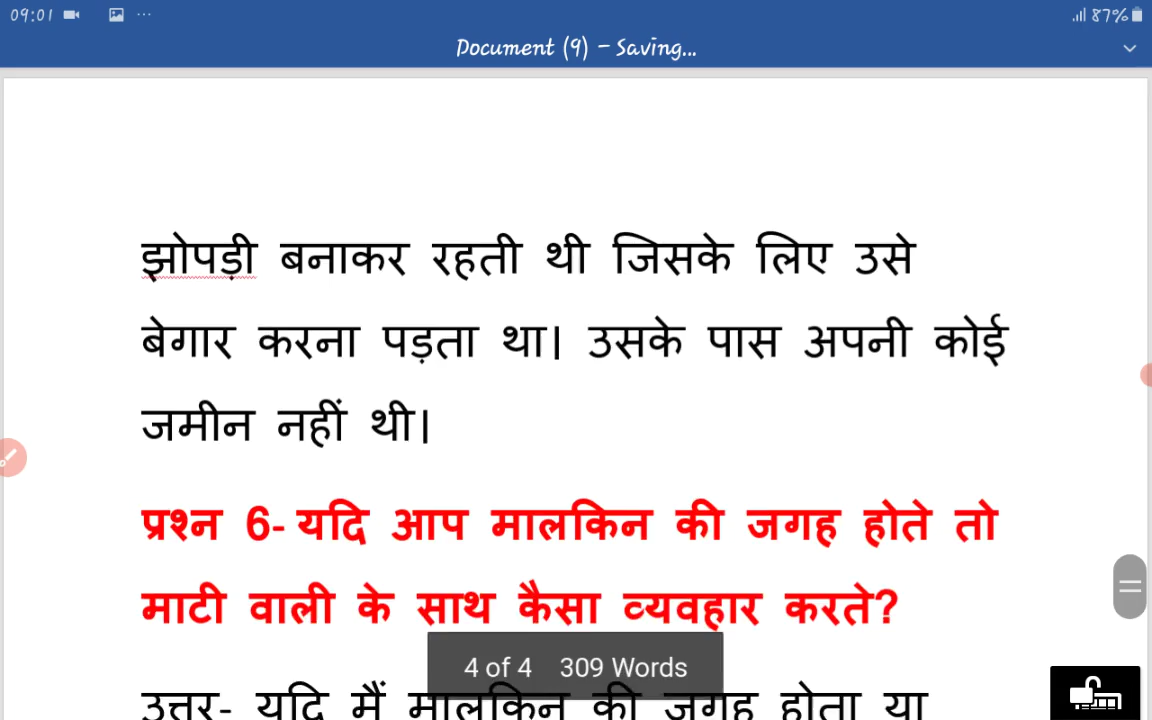 09:01 ... 87%
Document (9) – Saving...
झोपड़ी बनाकर रहती थी जिसके लिए उसे
बेगार करना पड़ता था। उसके पास अपनी कोई
जमीन नहीं थी।
प्रश्न 6- यदि आप मालकिन की जगह होते तो
माटी वाली के साथ कैसा व्यवहार करते?
4 of 4 309 Words
उत्तर- यदि मैं मालकिन की जगह होता या